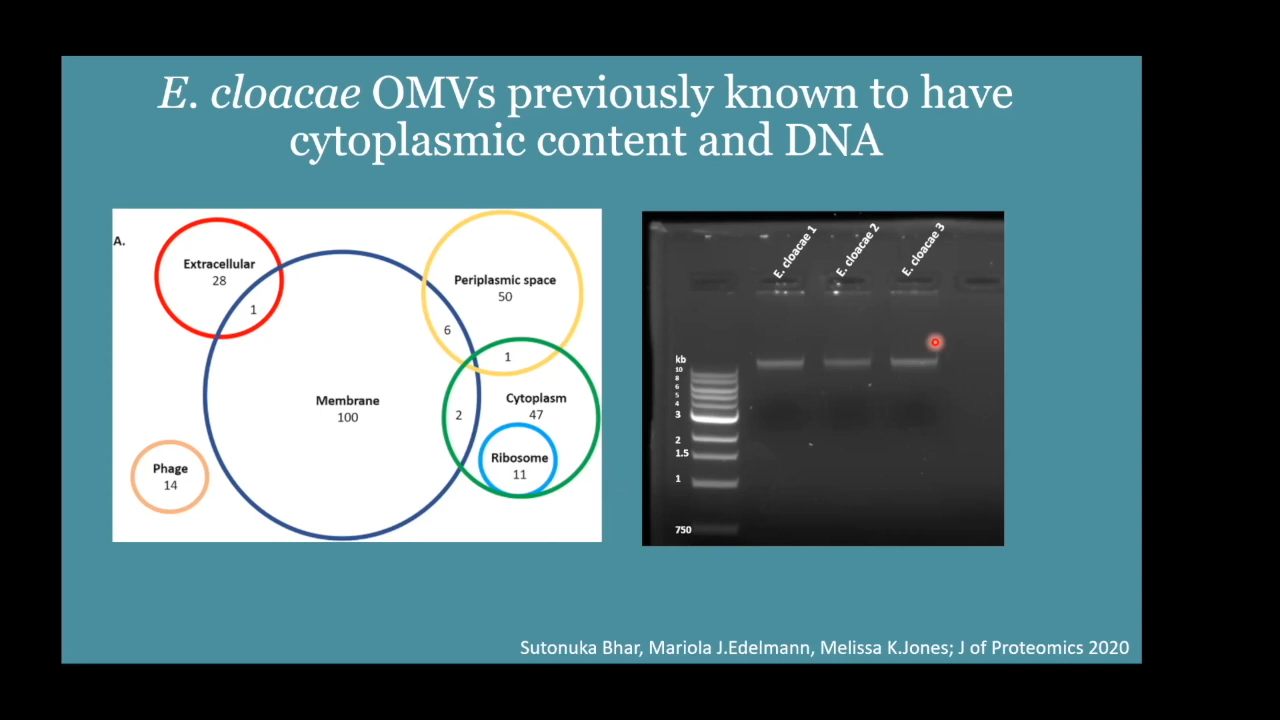 E. cloacae OMVs previously known to have
cytoplasmic content and DNA
A.
Extracellular
28
1
Periplasmic space
50
6
1
Membrane
100
2
Cytoplasm
47
Ribosome
11
Phage
14
E. cloacae 1
E. cloacae 2
E. cloacae 3
kb
10
8
6
5
4
3
2
1.5
1
750
Sutonuka Bhar, Mariola J.Edelmann, Melissa K.Jones; J of Proteomics 2020